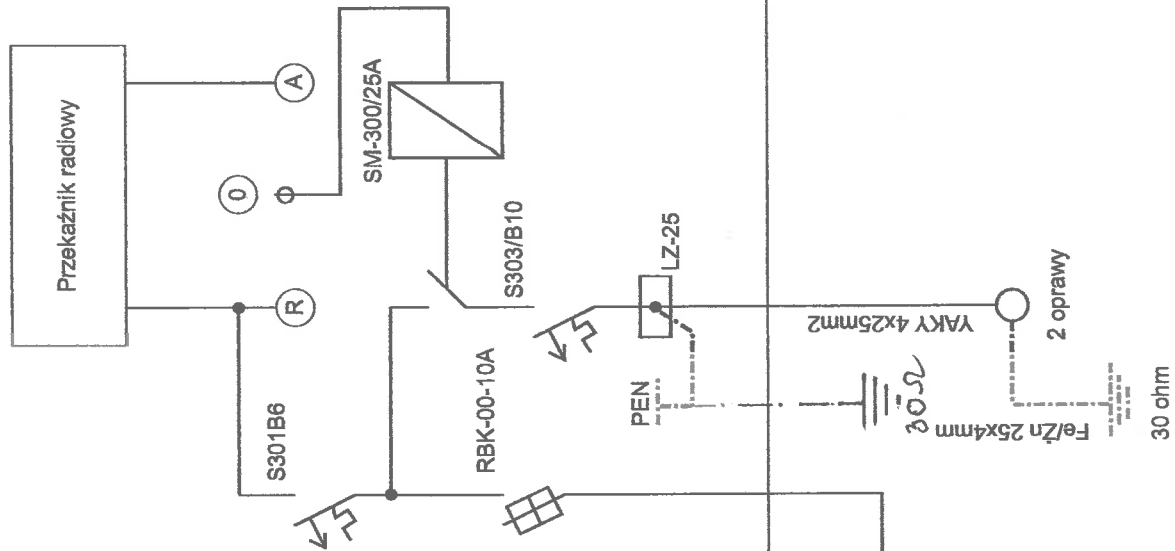 Przekaźnik radiowy
A
0
R
SM-300/25A
S303/B10
S301B6
LZ-25
RBK-00-10A
PEN
YAKY 4x25mm2
30Ω
Fe/Zn 25x4mm
2 oprawy
30 ohm